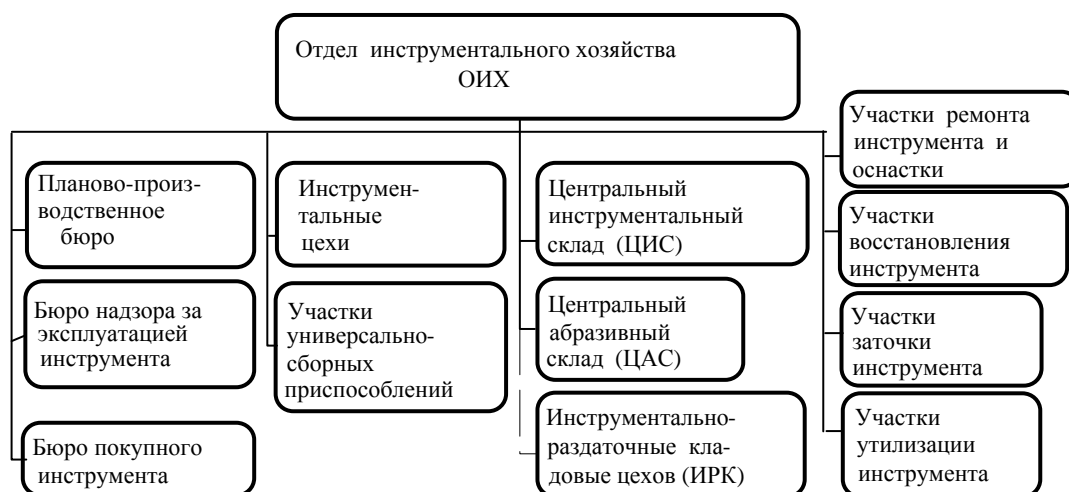 Отдел инструментального хозяйства
ОИХ
Планово-произ-
водственное
бюро
Бюро надзора за
эксплуатацией
инструмента
Бюро покупного
инструмента
Инструмен-
тальные
цехи
Участки
универсально-
сборных
приспособлений
Центральный
инструментальный
склад (ЦИС)
Центральный
абразивный
склад (ЦАС)
Инструментально-
раздаточные кла-
довые цехов (ИРК)
Участки ремонта
инструмента и
оснастки
Участки
восстановления
инструмента
Участки
заточки
инструмента
Участки
утилизации
инструмента